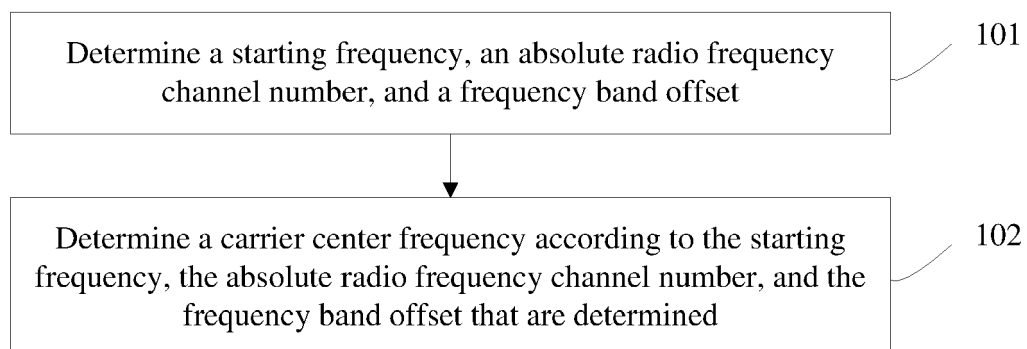 Determine a starting frequency, an absolute radio frequency
channel number, and a frequency band offset
101
Determine a carrier center frequency according to the starting
frequency, the absolute radio frequency channel number, and the
frequency band offset that are determined
102